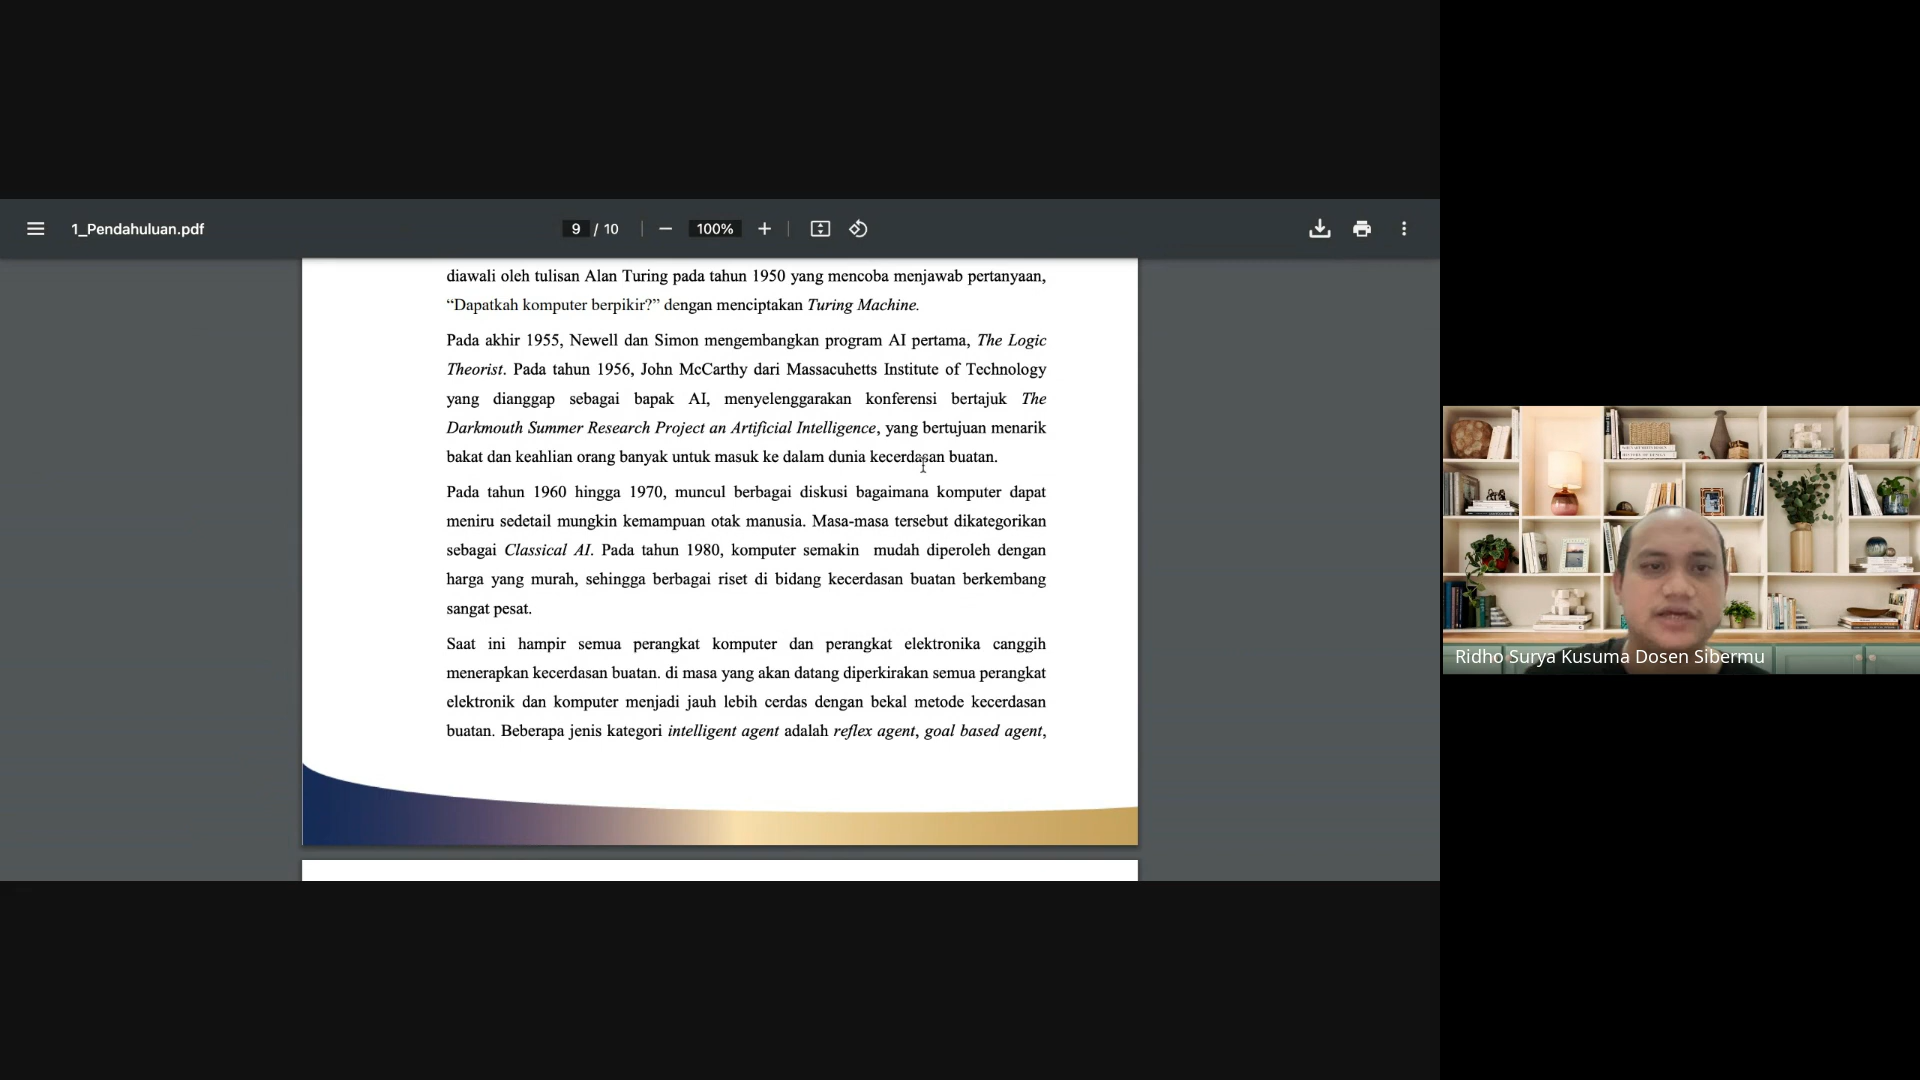 1_Pendahuluan.pdf
9 / 10
100%
diawali oleh tulisan Alan Turing pada tahun 1950 yang mencoba menjawab pertanyaan,
“Dapatkah komputer berpikir?” dengan menciptakan Turing Machine.
Pada akhir 1955, Newell dan Simon mengembangkan program AI pertama, The Logic
Theorist. Pada tahun 1956, John McCarthy dari Massacuhetts Institute of Technology
yang dianggap sebagai bapak AI, menyelenggarakan konferensi bertajuk The
Darkmouth Summer Research Project an Artificial Intelligence, yang bertujuan menarik
bakat dan keahlian orang banyak untuk masuk ke dalam dunia kecerdasan buatan.
Pada tahun 1960 hingga 1970, muncul berbagai diskusi bagaimana komputer dapat
meniru sedetail mungkin kemampuan otak manusia. Masa-masa tersebut dikategorikan
sebagai Classical AI. Pada tahun 1980, komputer semakin mudah diperoleh dengan
harga yang murah, sehingga berbagai riset di bidang kecerdasan buatan berkembang
sangat pesat.
Saat ini hampir semua perangkat komputer dan perangkat elektronika canggih
menerapkan kecerdasan buatan. di masa yang akan datang diperkirakan semua perangkat
elektronik dan komputer menjadi jauh lebih cerdas dengan bekal metode kecerdasan
buatan. Beberapa jenis kategori intelligent agent adalah reflex agent, goal based agent,
Ridho Surya Kusuma Dosen Sibermu